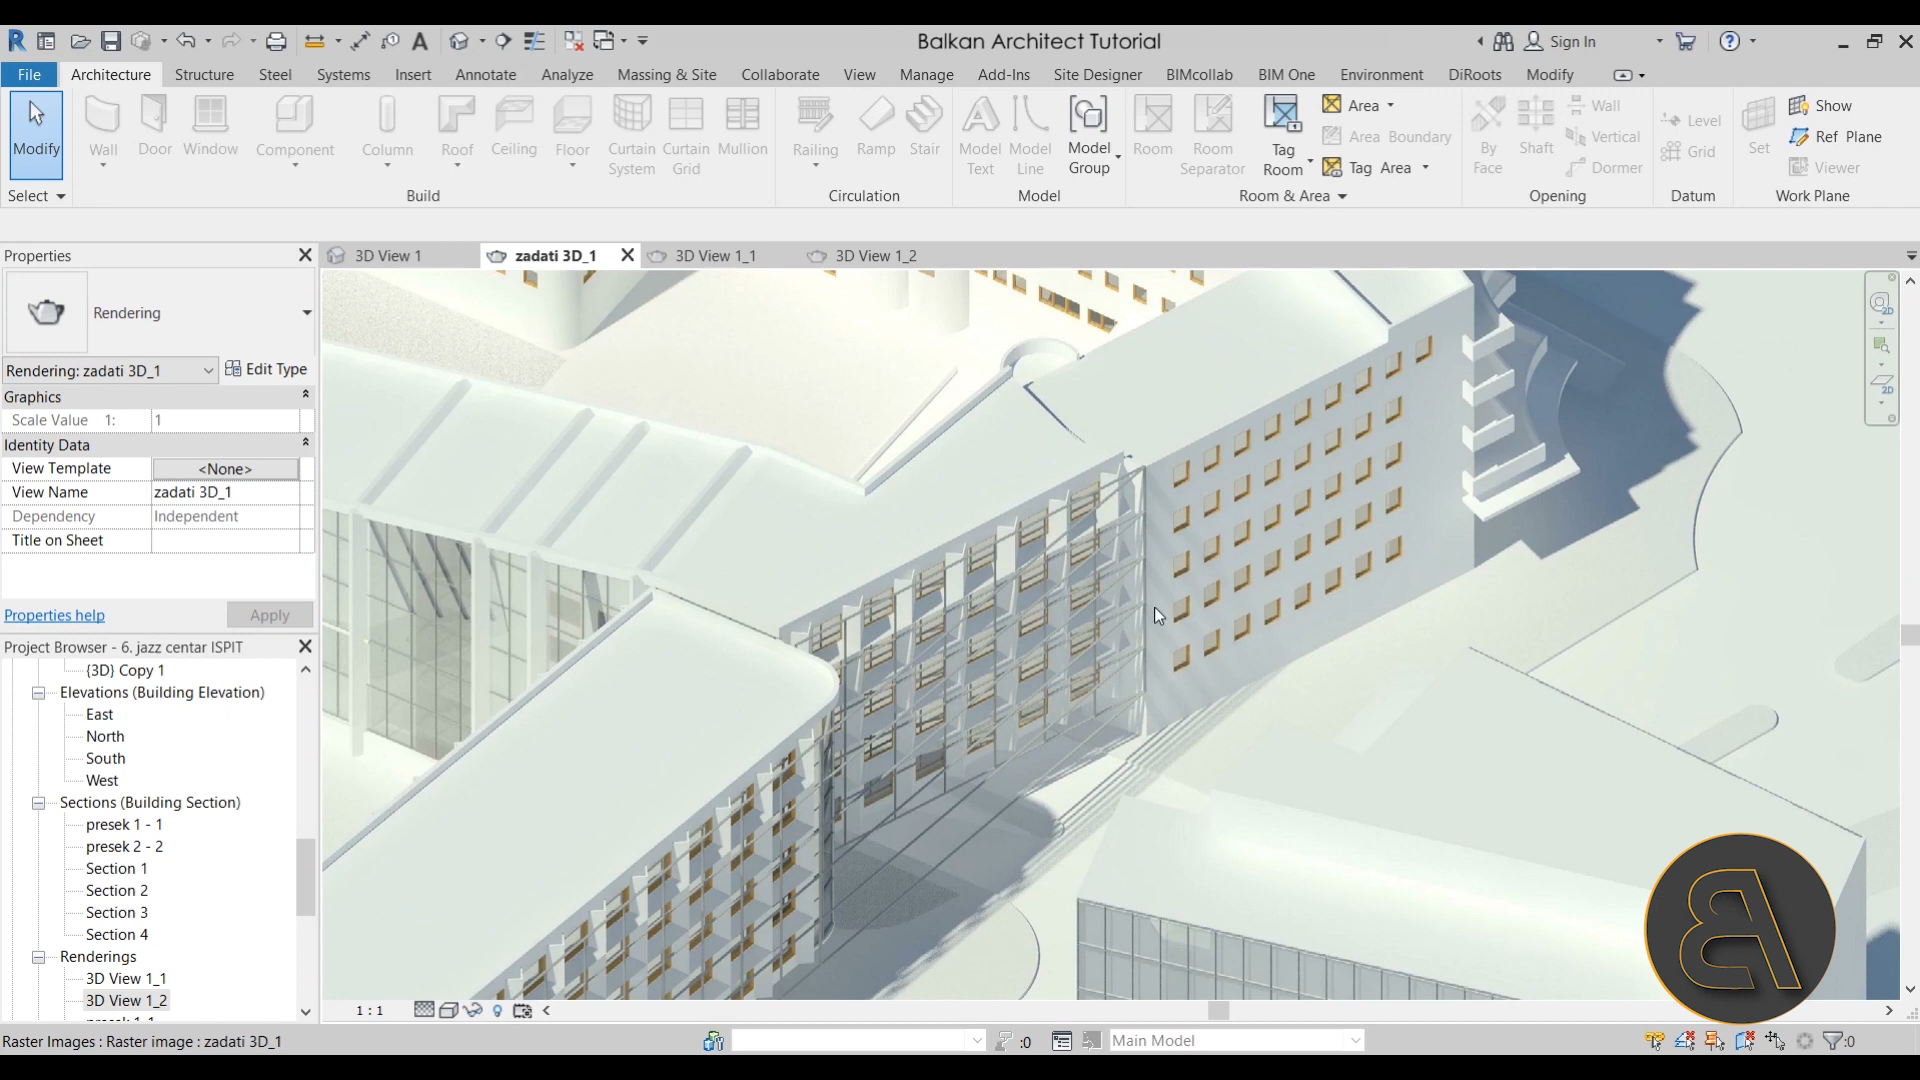 Balkan Architect Tutorial
Sign In
File Architecture Structure Steel Systems Insert Annotate Analyze Massing & Site Collaborate View Manage Add-Ins Site Designer BIMcollab BIM One Environment DiRoots Modify
Modify
Wall
Door
Window
Component
Column
Roof
Ceiling
Floor
Curtain System
Curtain Grid
Mullion
Railing
Ramp
Stair
Model Text
Model Line
Model Group
Room
Room Separator
Tag Room
Area
Area Boundary
Tag Area
By Face
Shaft
Wall
Vertical
Dormer
Level
Grid
Set
Show
Ref Plane
Viewer
Select Build Circulation Model Room & Area Opening Datum Work Plane
Properties
3D View 1 zadati 3D_1 3D View 1_1 3D View 1_2
Rendering
Rendering: zadati 3D_1 Edit Type
Graphics
Scale Value 1: 1
Identity Data
View Template <None>
View Name zadati 3D_1
Dependency Independent
Title on Sheet
Properties help Apply
Project Browser - 6. jazz centar ISPIT
{3D} Copy 1
Elevations (Building Elevation)
East
North
South
West
Sections (Building Section)
presek 1 - 1
presek 2 - 2
Section 1
Section 2
Section 3
Section 4
Renderings
3D View 1_1
3D View 1_2
2D
2D
1 : 1
Raster Images : Raster image : zadati 3D_1
:0
Main Model
:0